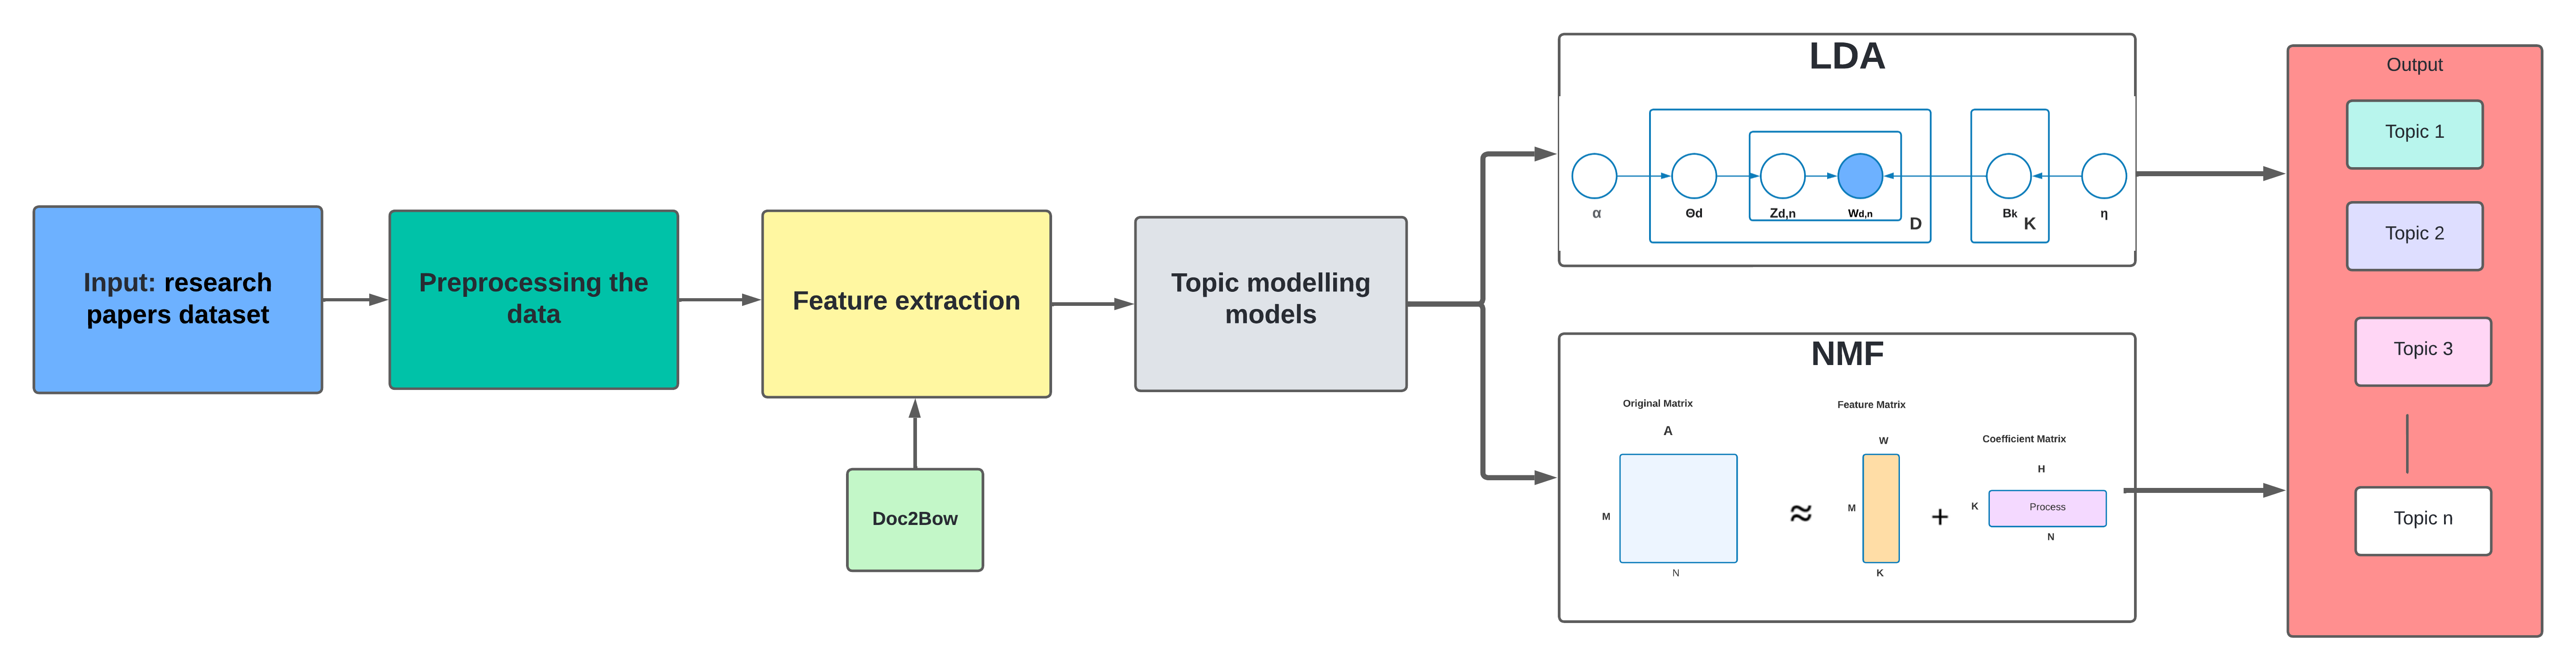 Input: research
papers dataset
Preprocessing the
data
Feature extraction
Doc2Bow
Topic modelling
models
LDA
α
Θd
Zd,n
Wd,n
D
Bk
K
η
NMF
Original Matrix
A
M
N
≈
Feature Matrix
W
M
K
+
Coefficient Matrix
H
K
Process
N
Output
Topic 1
Topic 2
Topic 3
Topic n